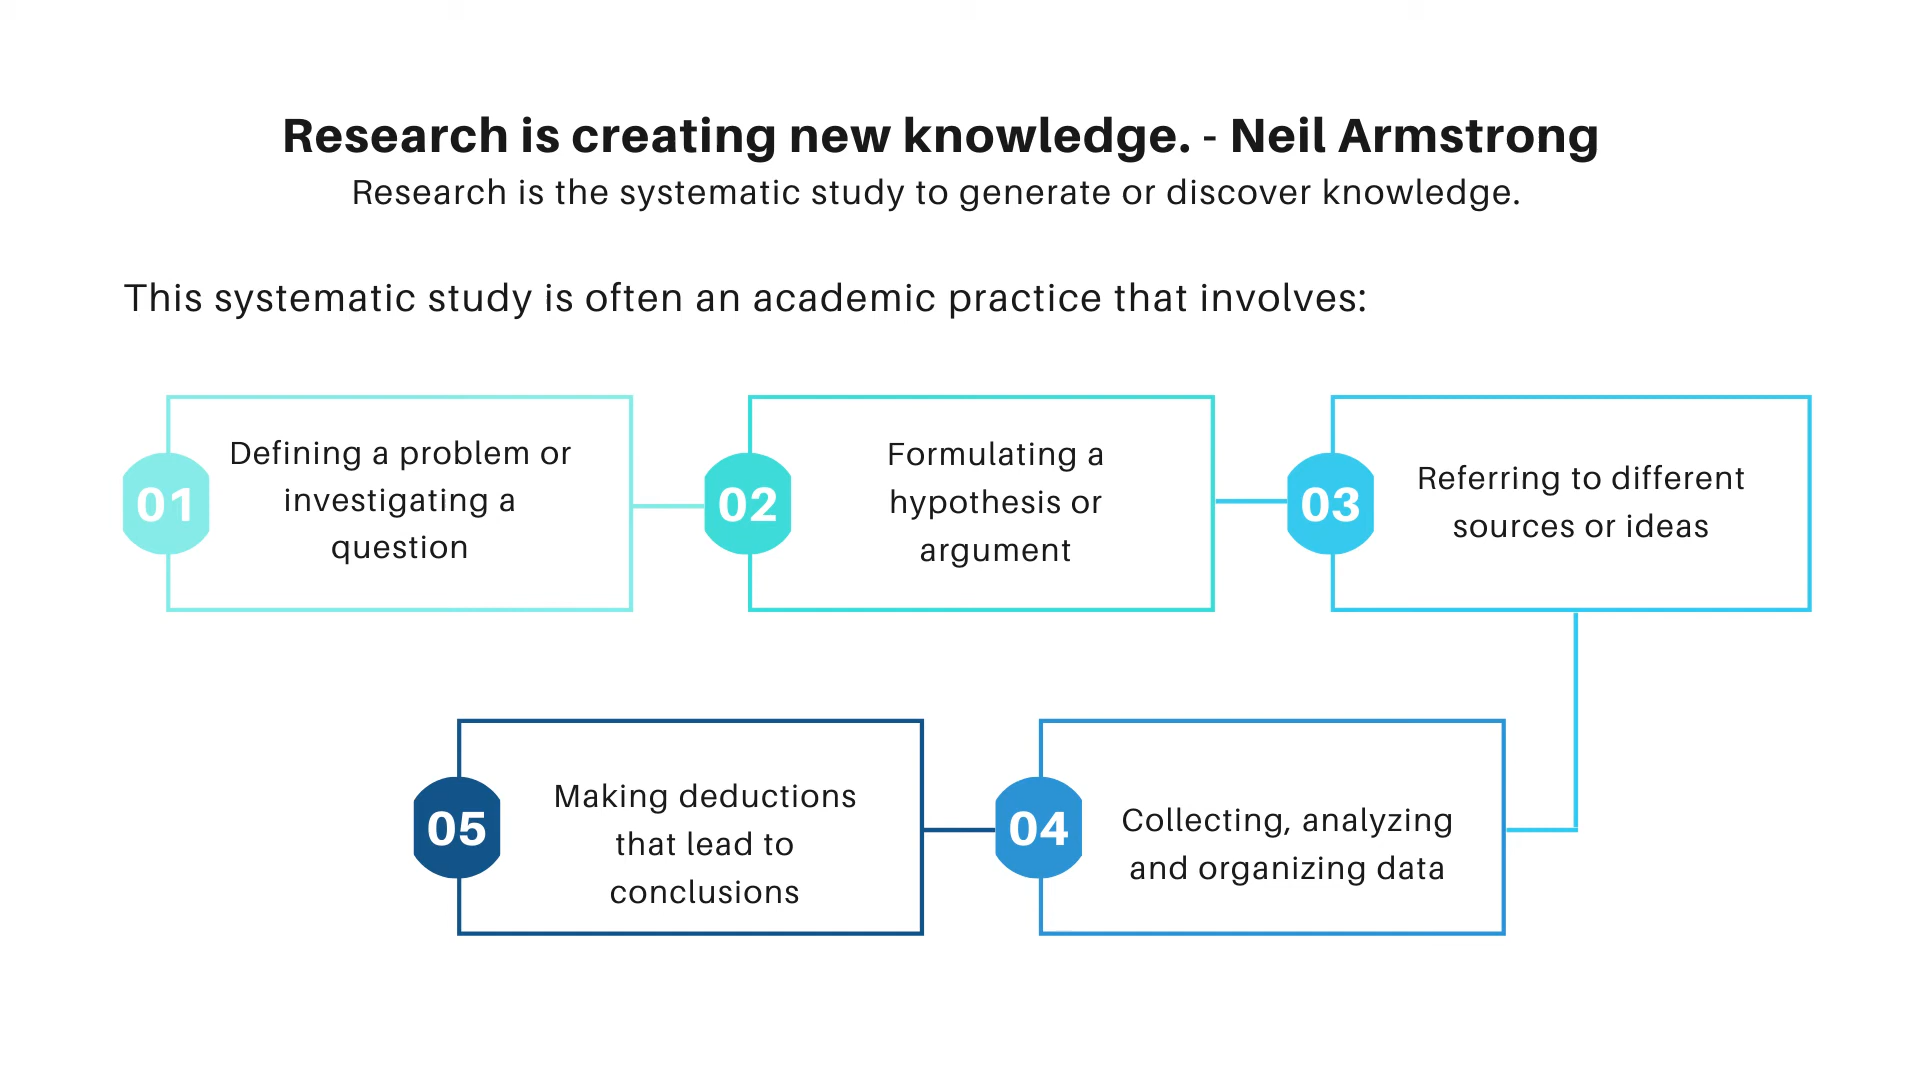 Research is creating new knowledge. - Neil Armstrong
Research is the systematic study to generate or discover knowledge.
This systematic study is often an academic practice that involves:
01
Defining a problem or
investigating a
question
02
Formulating a
hypothesis or
argument
03
Referring to different
sources or ideas
04
Collecting, analyzing
and organizing data
05
Making deductions
that lead to
conclusions